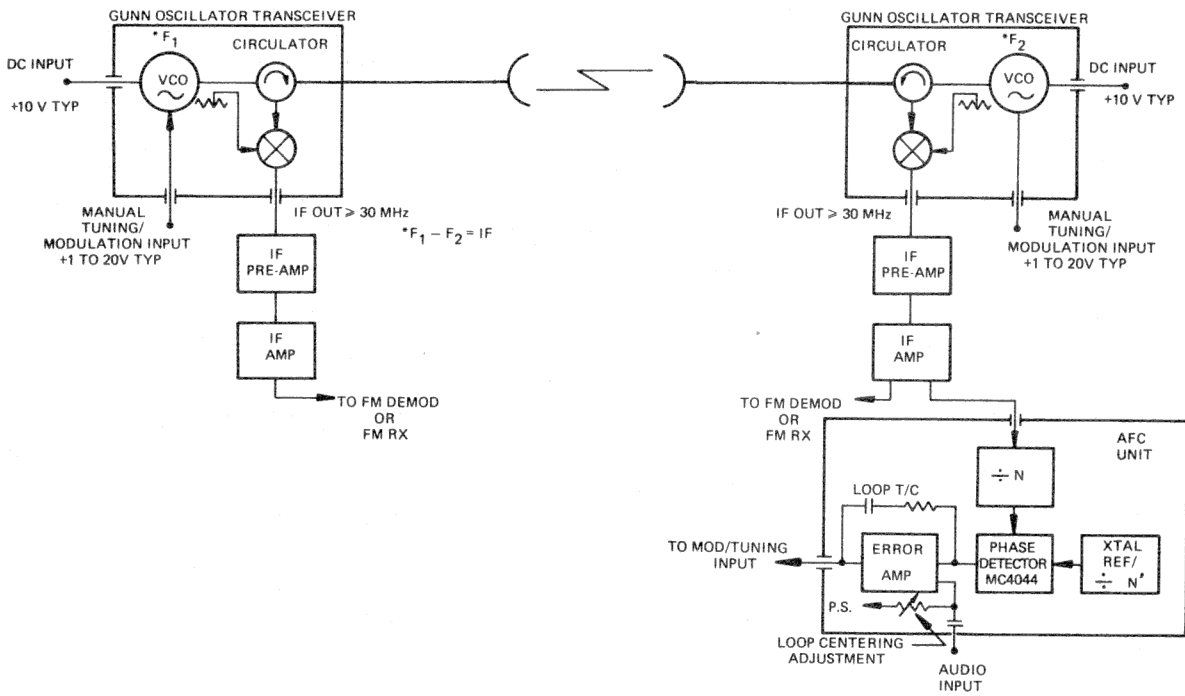 GUNN OSCILLATOR TRANSCEIVER
*F1
CIRCULATOR
DC INPUT
VCO
+10 V TYP
MANUAL
TUNING/
MODULATION INPUT
+1 TO 20V TYP
IF OUT ⩾ 30 MHz
*F1 – F2 = IF
IF
PRE-AMP
IF
AMP
TO FM DEMOD
OR
FM RX
GUNN OSCILLATOR TRANSCEIVER
*F2
CIRCULATOR
VCO
DC INPUT
+10 V TYP
IF OUT ⩾ 30 MHz
MANUAL
TUNING/
MODULATION INPUT
+1 TO 20V TYP
IF
PRE-AMP
IF
AMP
TO FM DEMOD
OR
FM RX
AFC
UNIT
÷ N
LOOP T/C
TO MOD/TUNING
INPUT
ERROR
AMP
PHASE
DETECTOR
MC4044
XTAL
REF/
÷ N'
P.S.
LOOP CENTERING
ADJUSTMENT
AUDIO
INPUT